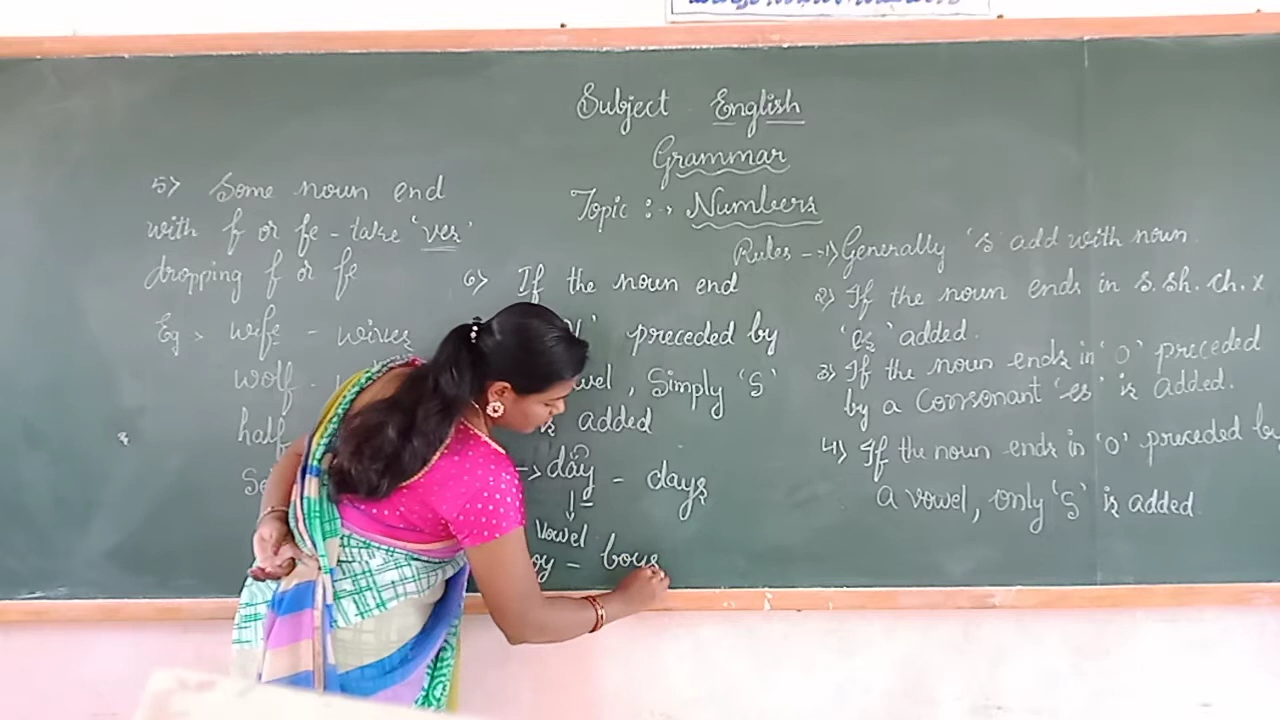 Subject English
Grammar
Topic :-> Numbers
Rules -> 1) Generally 's' add with noun
2) If the noun ends in s. sh. ch. x
'es' added.
3) If the noun ends in 'O' preceded
by a Consonant 'es' is added.
4) If the noun ends in 'O' preceded by
a vowel, only 'S' is added
5> Some noun end
with f or fe - take 'ves'
dropping f or fe
Eg > wife - wives
wolf -
half
6> If the noun end
preceded by
, Simply 'S'
is added
-> day - days
Vowel
- boys